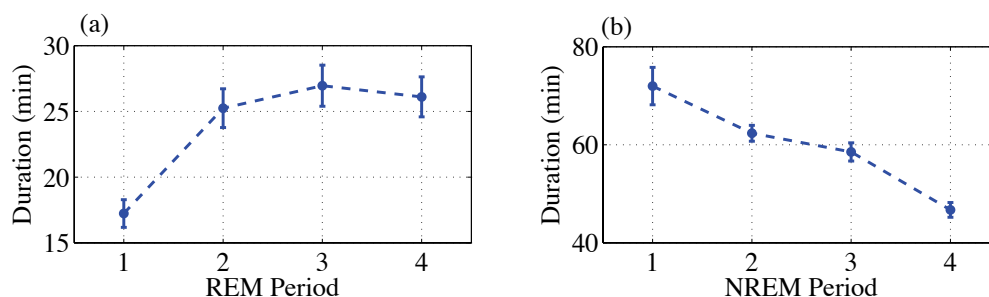 (a)
30
25
20
15
Duration (min)
1 2 3 4
REM Period
(b)
80
60
40
Duration (min)
1 2 3 4
NREM Period